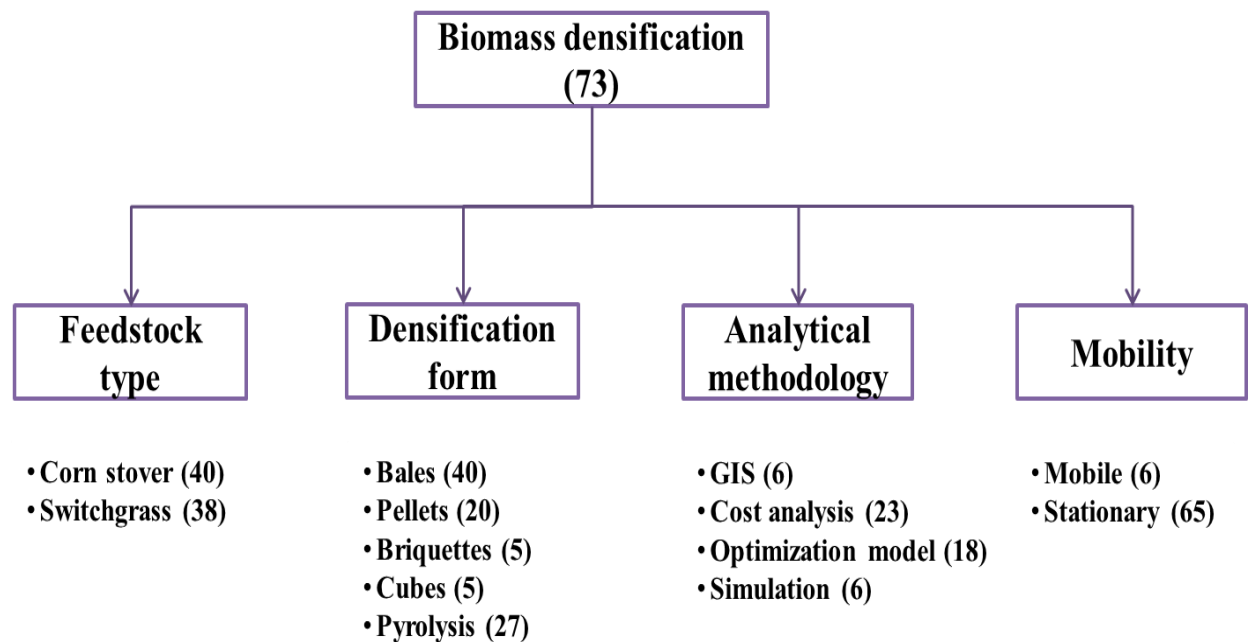 Biomass densification
(73)
Feedstock
type
Densification
form
Analytical
methodology
Mobility
• Corn stover (40)
• Switchgrass (38)
• Bales (40)
• Pellets (20)
• Briquettes (5)
• Cubes (5)
• Pyrolysis (27)
• GIS (6)
• Cost analysis (23)
• Optimization model (18)
• Simulation (6)
• Mobile (6)
• Stationary (65)